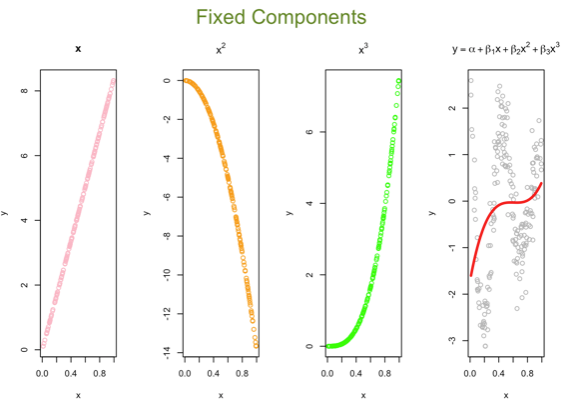 Fixed Components
x
x²
x³
y = α + β₁x + β₂x² + β₃x³
y
8
6
4
2
0
0.0 0.4 0.8
x
y
0
-2
-4
-6
-8
-10
-12
-14
0.0 0.4 0.8
x
y
6
4
2
0
0.0 0.4 0.8
x
y
2
1
0
-1
-2
-3
0.0 0.4 0.8
x